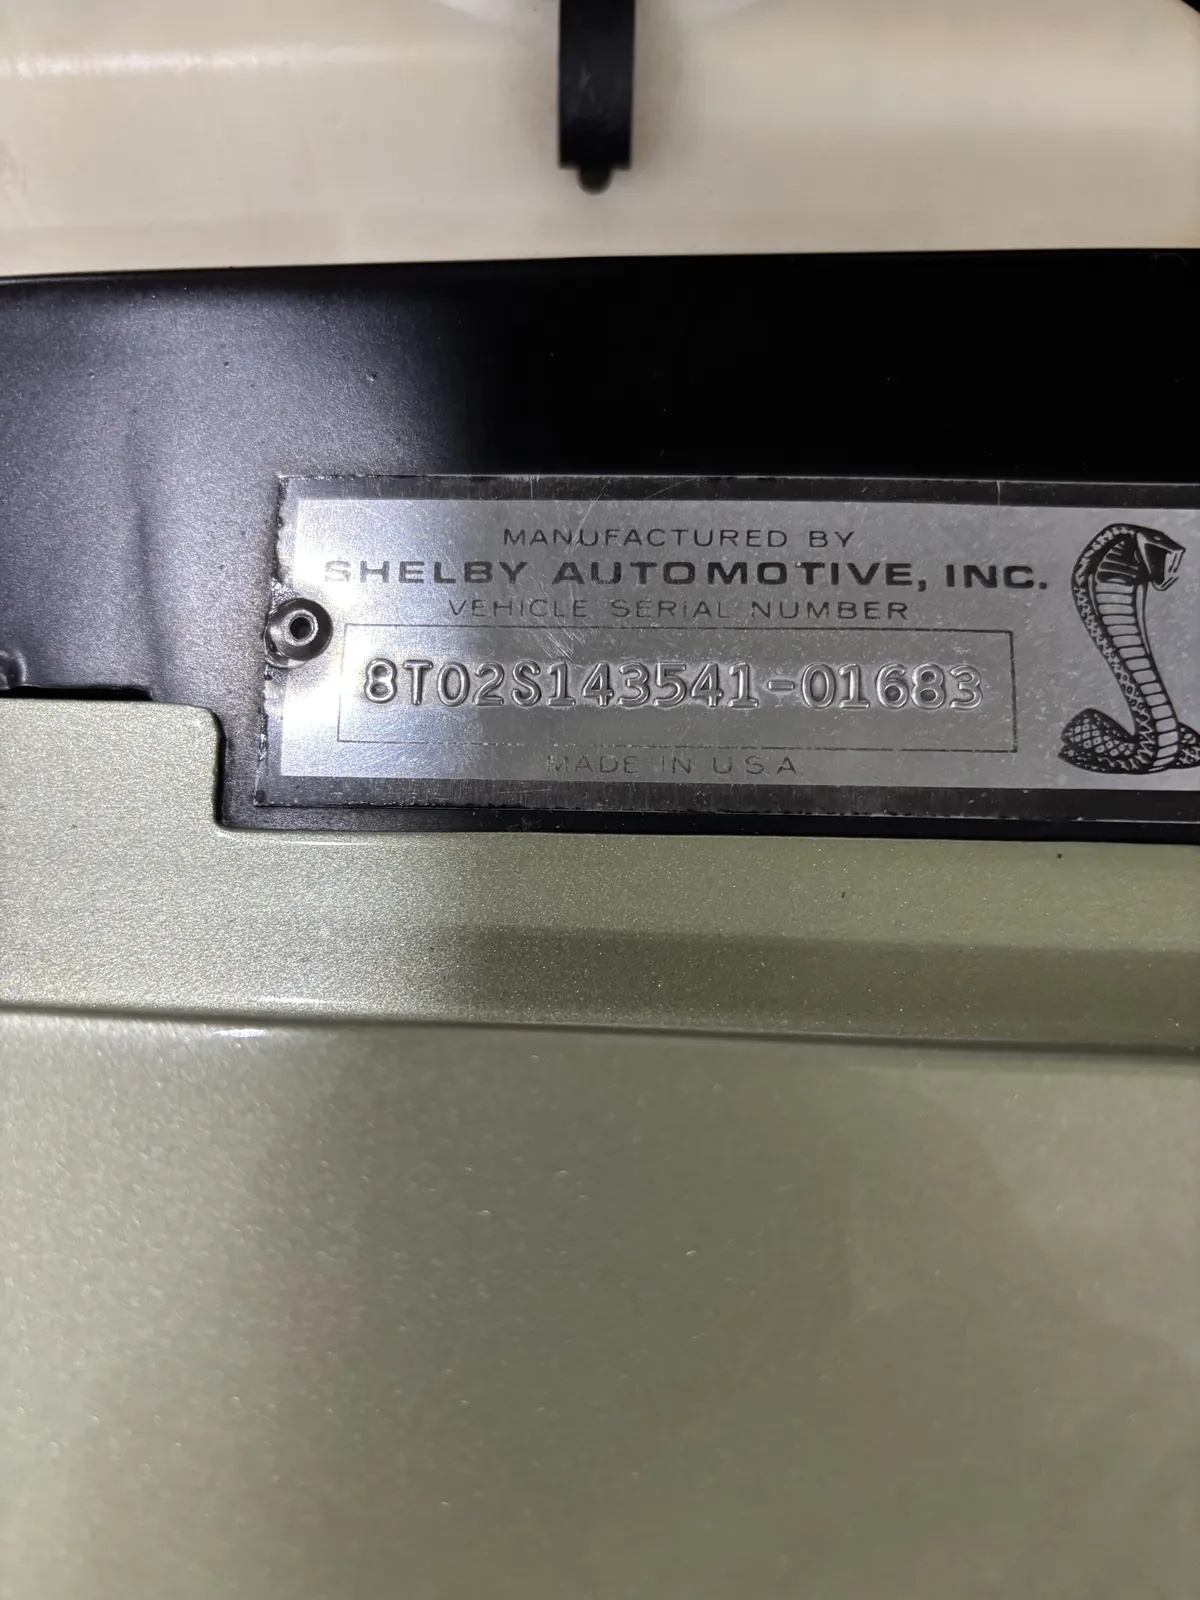 MANUFACTURED BY
SHELBY AUTOMOTIVE, INC.
VEHICLE SERIAL NUMBER
8T02S143541-01683
MADE IN U.S.A.